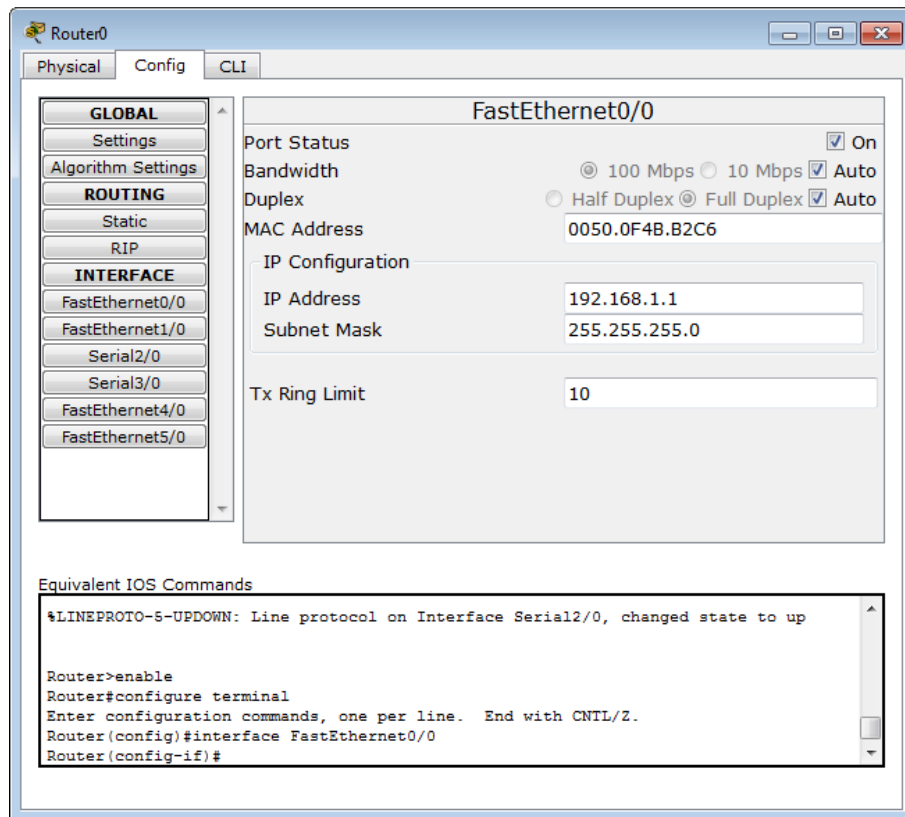 Router0
Physical Config CLI
GLOBAL
Settings
Algorithm Settings
ROUTING
Static
RIP
INTERFACE
FastEthernet0/0
FastEthernet1/0
Serial2/0
Serial3/0
FastEthernet4/0
FastEthernet5/0
FastEthernet0/0
Port Status On
Bandwidth 100 Mbps 10 Mbps Auto
Duplex Half Duplex Full Duplex Auto
MAC Address 0050.0F4B.B2C6
IP Configuration
IP Address 192.168.1.1
Subnet Mask 255.255.255.0
Tx Ring Limit 10
Equivalent IOS Commands
%LINEPROTO-5-UPDOWN: Line protocol on Interface Serial2/0, changed state to up
Router>enable
Router#configure terminal
Enter configuration commands, one per line. End with CNTL/Z.
Router(config)#interface FastEthernet0/0
Router(config-if)#